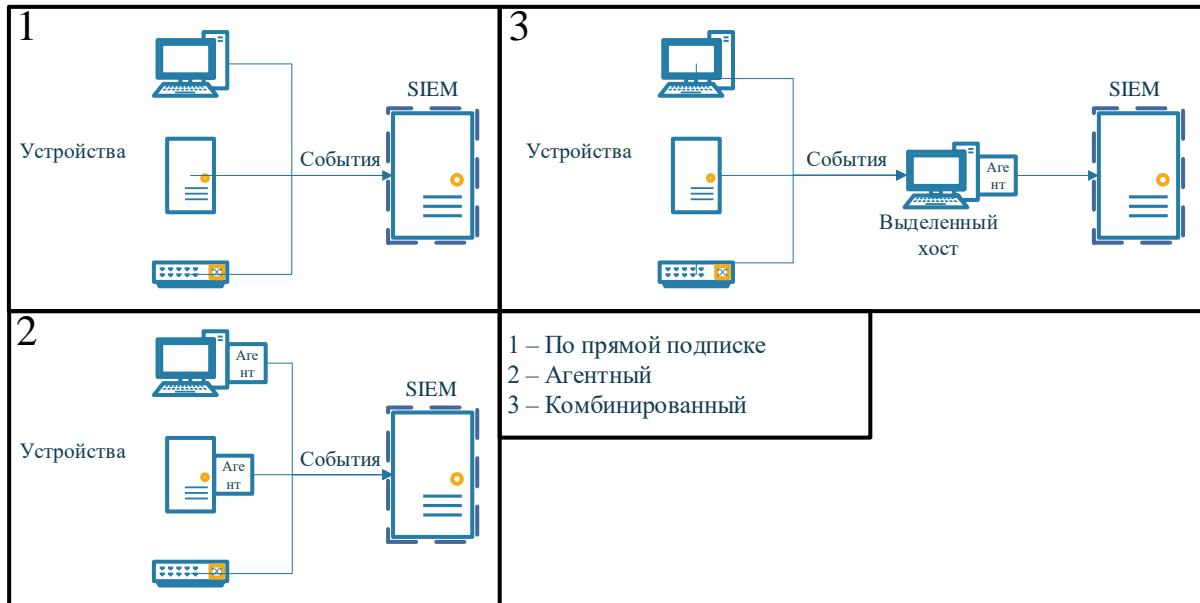 1
SIEM
Устройства
События
3
SIEM
Устройства
События
Аге
нт
Выделенный
хост
2
Аге
нт
SIEM
Устройства
События
Аге
нт
1 – По прямой подписке
2 – Агентный
3 – Комбинированный